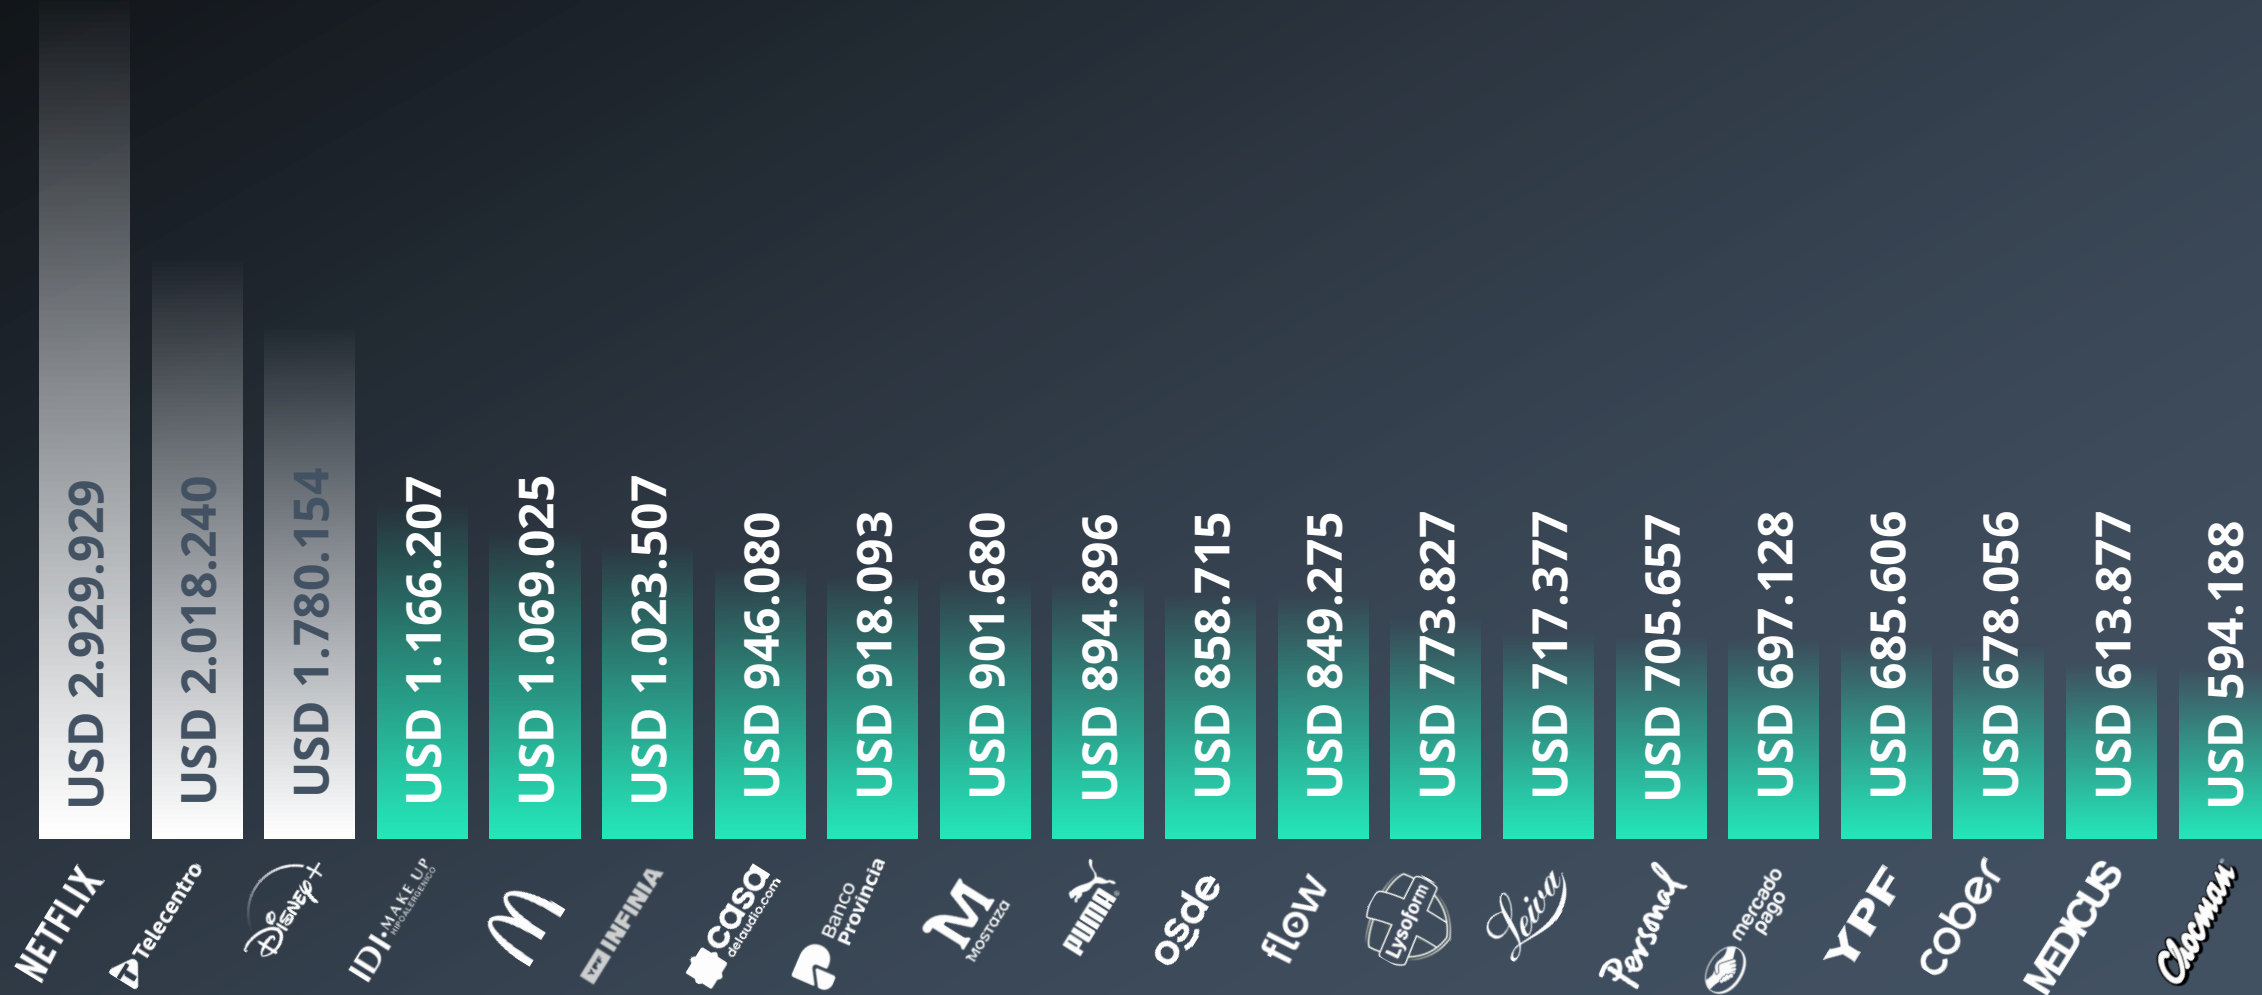 USD 2.929.929
USD 2.018.240
USD 1.780.154
USD 1.166.207
USD 1.069.025
USD 1.023.507
USD 946.080
USD 918.093
USD 901.680
USD 894.896
USD 858.715
USD 849.275
USD 773.827
USD 717.377
USD 705.657
USD 697.128
USD 685.606
USD 678.056
USD 613.877
USD 594.188
NETFLIX
Telecentro
DISNEY+
IDI·MAKE UP
HIPOALERGÉNICO
M
YPF INFINIA
casa
delaudio.com
Banco
Provincia
M
MOSTAZA
PUMA®
osde
flow
Lysoform
Leiva
Personal
mercado
pago
YPF
cober
MEDICUS
Chocman